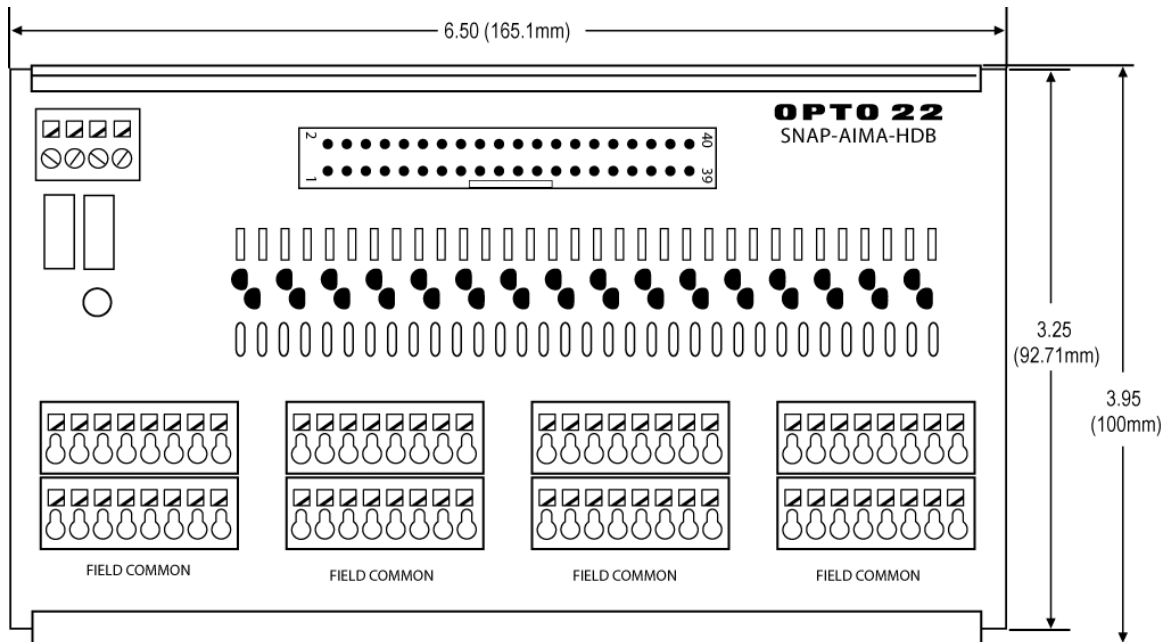 6.50 (165.1mm)
OPTO 22
SNAP-AIMA-HDB
2
40
1
39
3.25
(92.71mm)
3.95
(100mm)
FIELD COMMON
FIELD COMMON
FIELD COMMON
FIELD COMMON